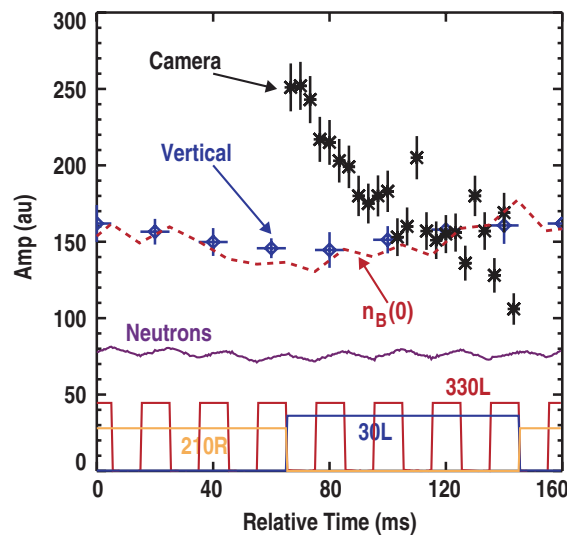 300
Camera
250
Vertical
200
Amp (au)
150
n_B(0)
100
Neutrons
50
330L
210R
30L
0
0
40
80
120
160
Relative Time (ms)